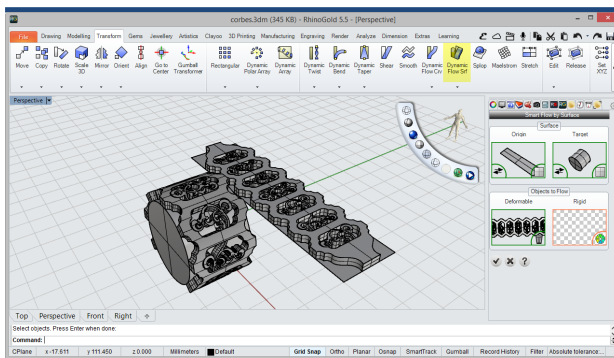 corbes.3dm (345 KB) - RhinoGold 5.5 - [Perspective]
File Drawing Modelling Transform Gems Jewellery Artistics Clayoo 3D Printing Manufacturing Engraving Render Analyze Dimension Extras Learning
Move Copy Rotate Scale 3D Mirror Orient Align Go to Center Gumball Transformer Rectangular Dynamic Polar Array Dynamic Array Dynamic Twist Dynamic Bend Dynamic Taper Shear Smooth Dynamic Flow Crv Dynamic Flow Srf Splop Maelstrom Stretch Edit Release Set XYZ
Perspective
Smart Flow by Surface
Surface
Origin Target
Objects to Flow
Deformable Rigid
Top Perspective Front Right
Select objects. Press Enter when done:
Command:
CPlane x -17.611 y 111.450 z 0.000 Millimeters Default Grid Snap Ortho Planar Osnap SmartTrack Gumball Record History Filter Absolute tolerance...